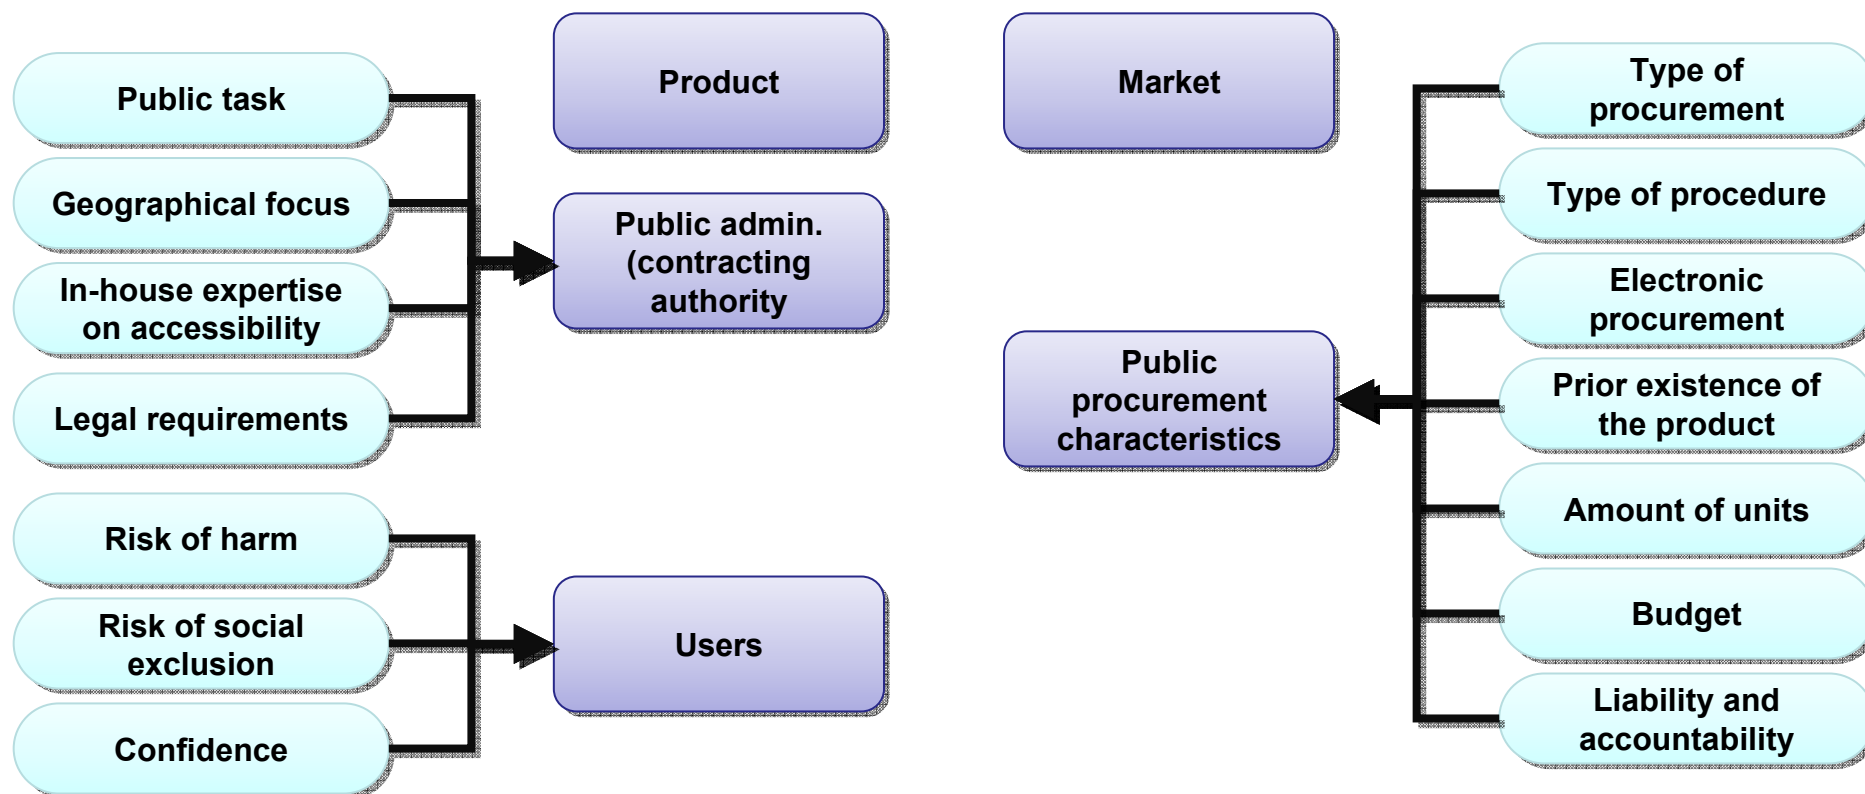 Public task
Geographical focus
In-house expertise
on accessibility
Legal requirements
Risk of harm
Risk of social
exclusion
Confidence
Product
Public admin.
(contracting
authority
Users
Market
Public
procurement
characteristics
Type of
procurement
Type of procedure
Electronic
procurement
Prior existence of
the product
Amount of units
Budget
Liability and
accountability